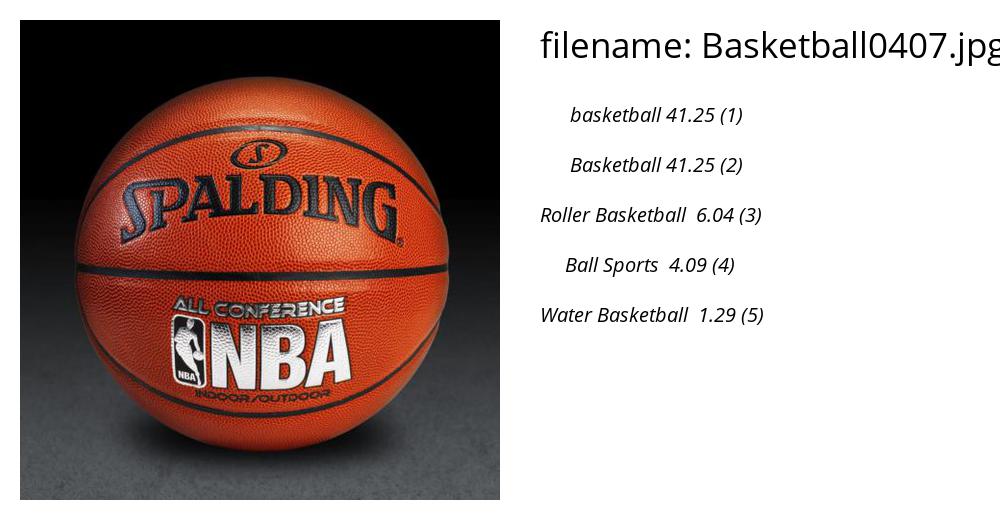 filename: Basketball0407.jpg
basketball 41.25 (1)
Basketball 41.25 (2)
Roller Basketball 6.04 (3)
Ball Sports 4.09 (4)
Water Basketball 1.29 (5)
S
SPALDING®
ALL CONFERENCE
NBA NBA
INDOOR/OUTDOOR